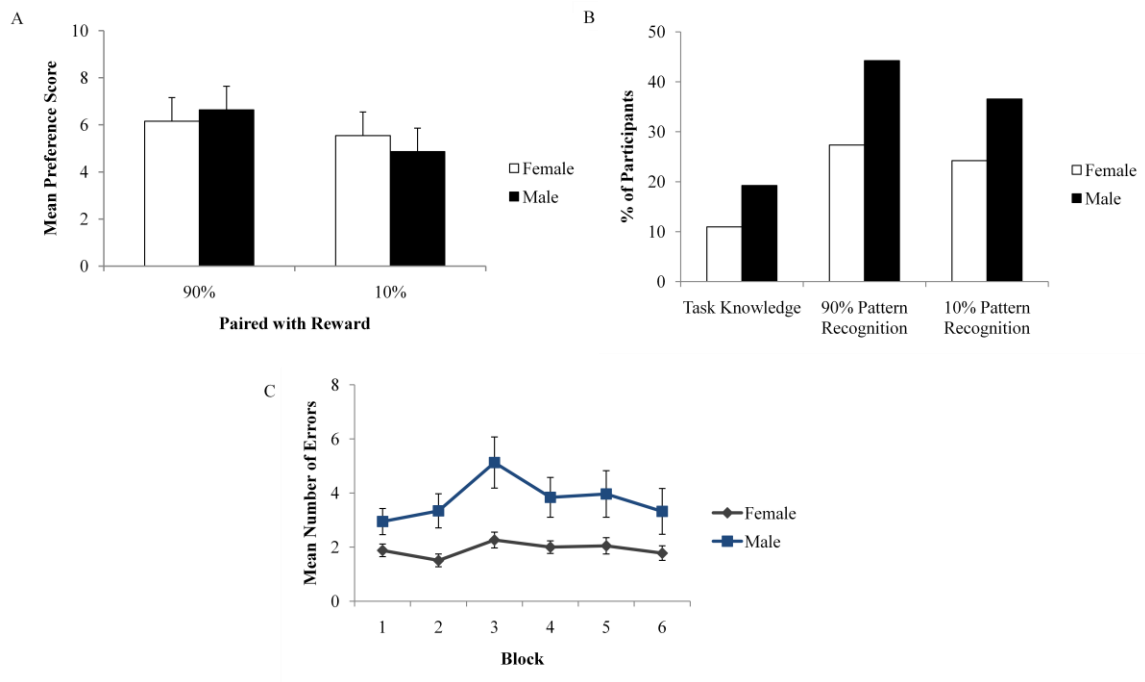 A
Mean Preference Score
10
8
6
4
2
0
90%
10%
Paired with Reward
Female
Male
B
% of Participants
50
40
30
20
10
0
Task Knowledge
90% Pattern
Recognition
10% Pattern
Recognition
Female
Male
C
Mean Number of Errors
8
6
4
2
0
1 2 3 4 5 6
Block
Female
Male